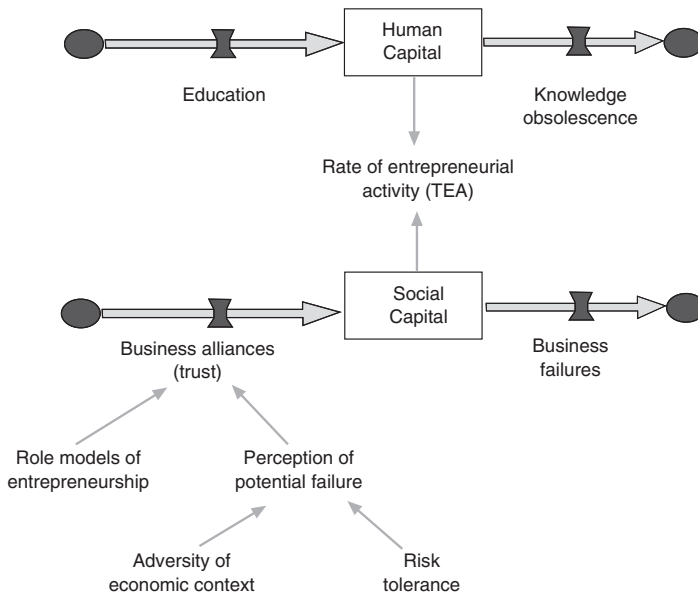 Human
Capital
Education
Knowledge
obsolescence
Rate of entrepreneurial
activity (TEA)
Social
Capital
Business alliances
(trust)
Business
failures
Role models of
entrepreneurship
Perception of
potential failure
Adversity of
economic context
Risk
tolerance